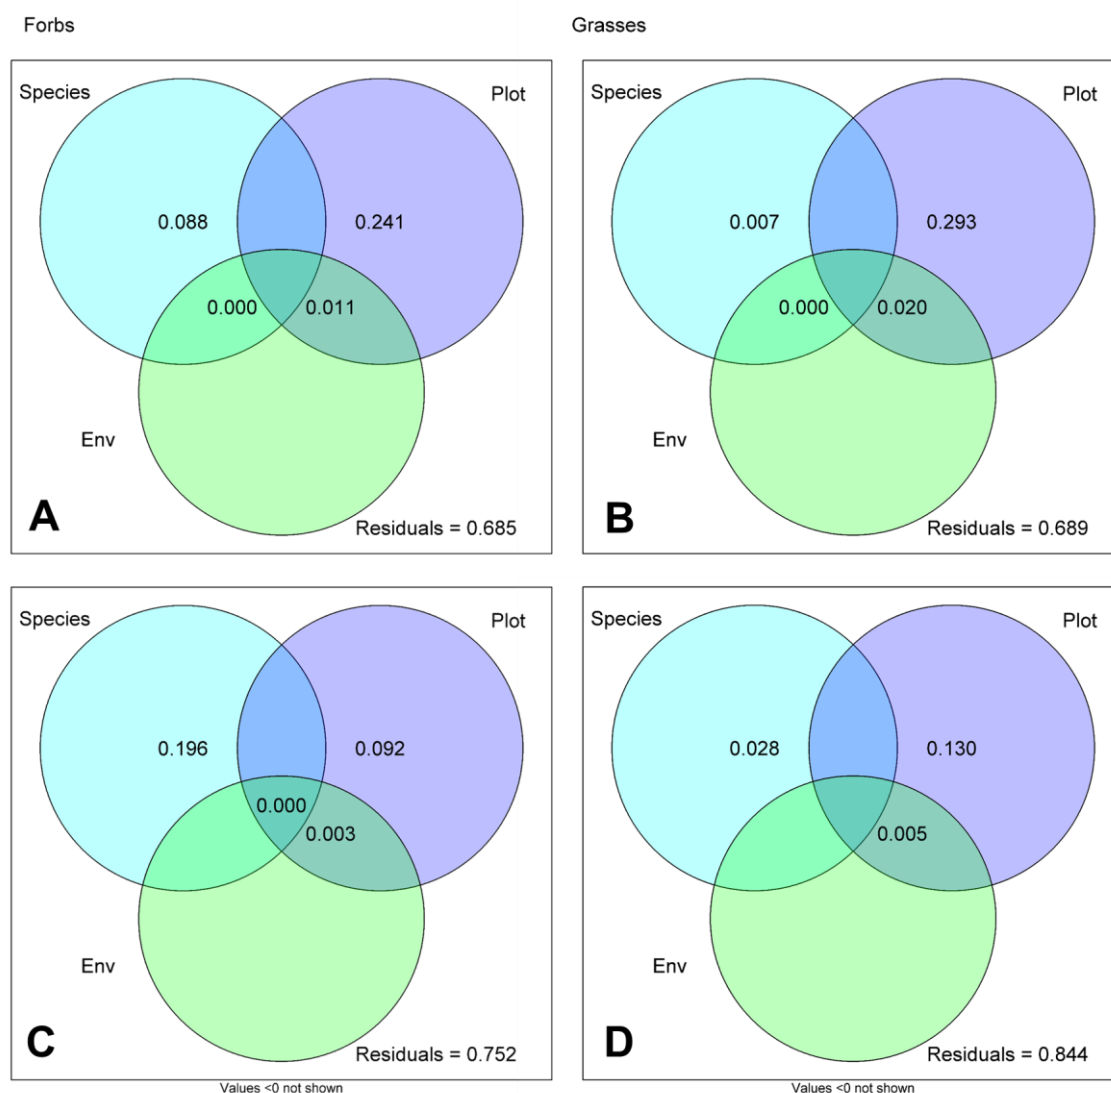 Forbs
Grasses
Species
Plot
0.088
0.241
0.000
0.011
Env
A
Residuals = 0.685
Species
Plot
0.007
0.293
0.000
0.020
Env
B
Residuals = 0.689
Species
Plot
0.196
0.092
0.000
0.003
Env
C
Residuals = 0.752
Values <0 not shown
Species
Plot
0.028
0.130
0.005
Env
D
Residuals = 0.844
Values <0 not shown